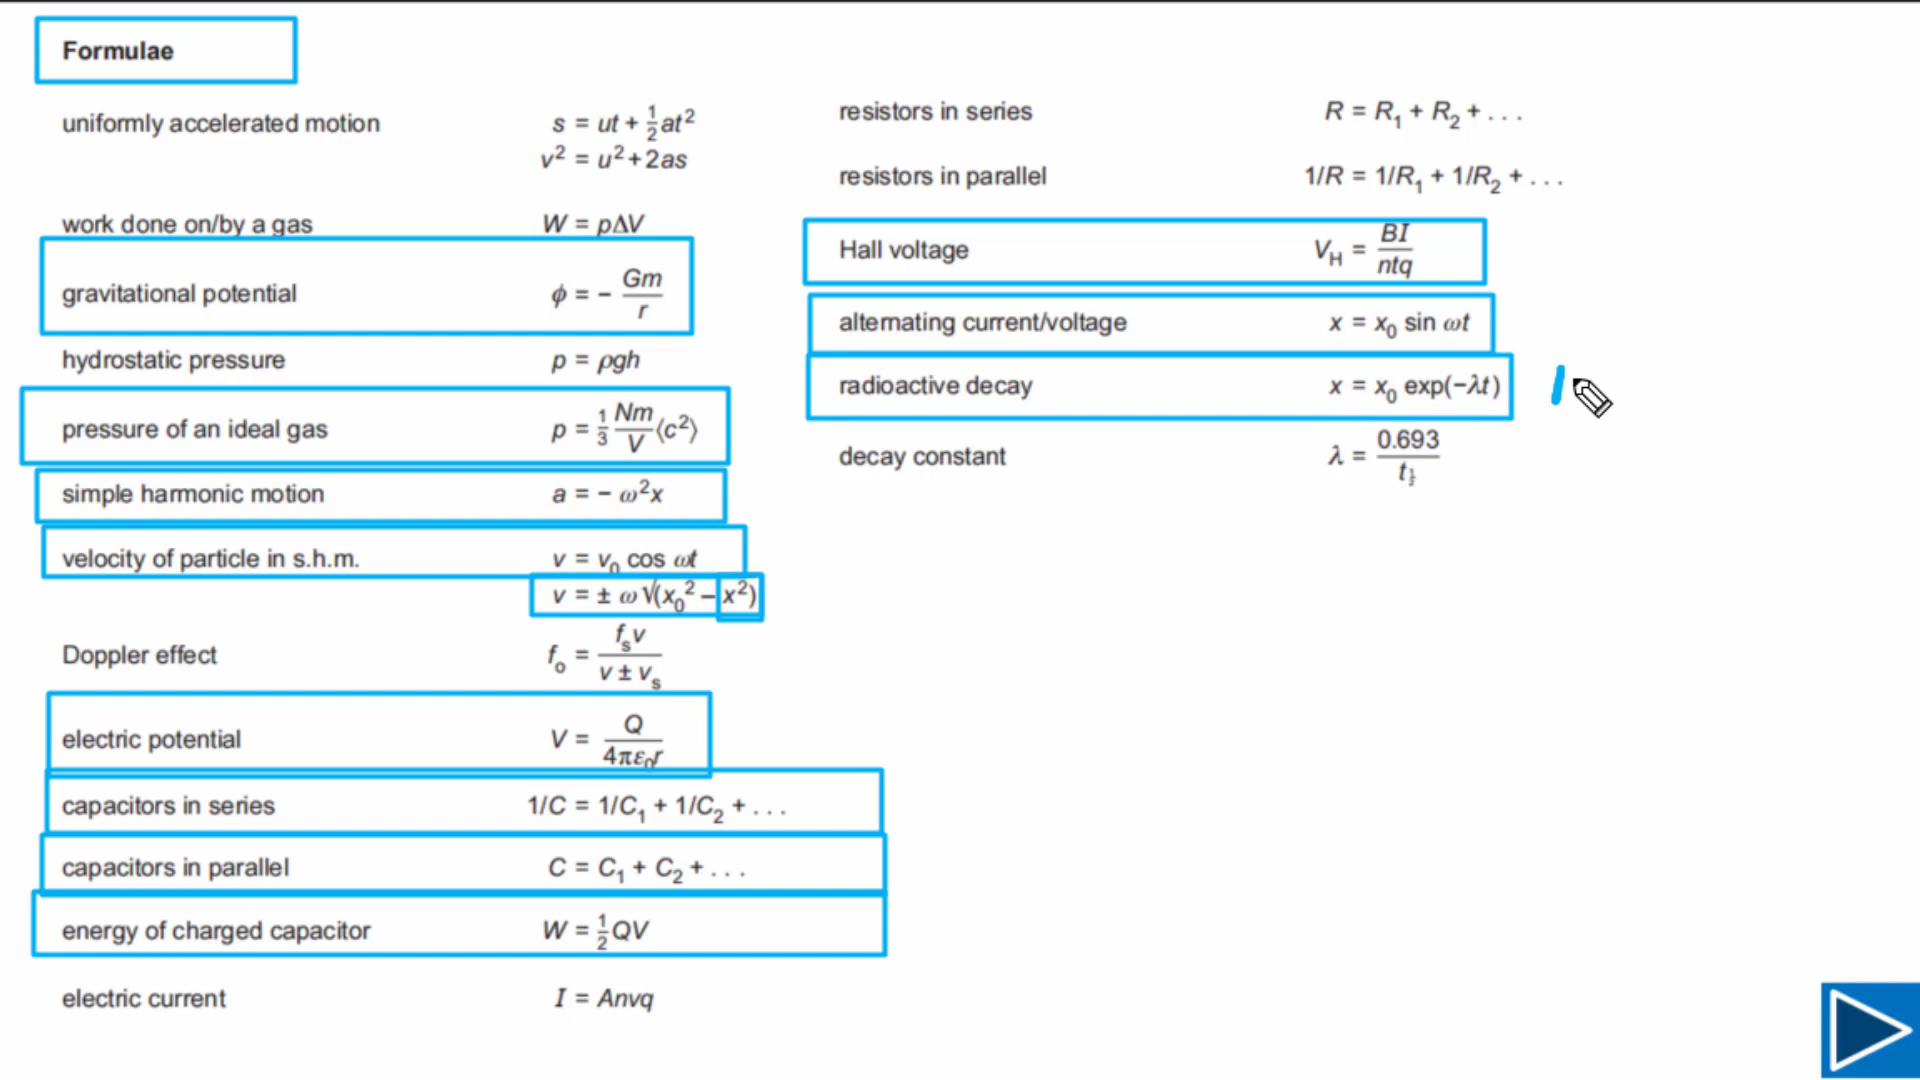 Formulae
uniformly accelerated motion s = ut + ½at²
v² = u² + 2as
work done on/by a gas W = pΔV
gravitational potential ϕ = − Gm/r
hydrostatic pressure p = ρgh
pressure of an ideal gas p = ⅓ Nm/V ⟨c²⟩
simple harmonic motion a = − ω²x
velocity of particle in s.h.m. v = v₀ cos ωt
v = ± ω√(x₀² − x²)
Doppler effect fₒ = fₛv / v ± vₛ
electric potential V = Q / 4πε₀r
capacitors in series 1/C = 1/C₁ + 1/C₂ + . . .
capacitors in parallel C = C₁ + C₂ + . . .
energy of charged capacitor W = ½QV
electric current I = Anvq
resistors in series R = R₁ + R₂ + . . .
resistors in parallel 1/R = 1/R₁ + 1/R₂ + . . .
Hall voltage V_H = BI / ntq
alternating current/voltage x = x₀ sin ωt
radioactive decay x = x₀ exp(−λt)
decay constant λ = 0.693 / t½